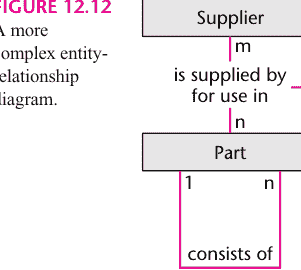 FIGURE 12.12
A more
complex entity-
relationship
diagram.
Supplier
m
is supplied by
for use in
n
Part
1 n
consists of